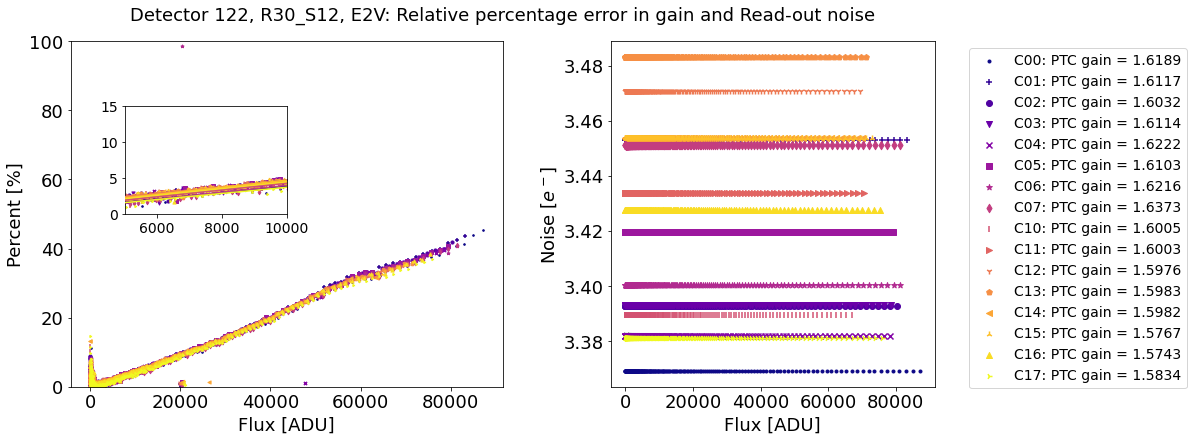 Detector 122, R30_S12, E2V: Relative percentage error in gain and Read-out noise
100
80
60
40
20
0
Percent [%]
15
10
5
0
6000 8000 10000
0 20000 40000 60000 80000
Flux [ADU]
3.48
3.46
3.44
3.42
3.40
3.38
Noise [e⁻]
0 20000 40000 60000 80000
Flux [ADU]
C00: PTC gain = 1.6189
C01: PTC gain = 1.6117
C02: PTC gain = 1.6032
C03: PTC gain = 1.6114
C04: PTC gain = 1.6222
C05: PTC gain = 1.6103
C06: PTC gain = 1.6216
C07: PTC gain = 1.6373
C10: PTC gain = 1.6005
C11: PTC gain = 1.6003
C12: PTC gain = 1.5976
C13: PTC gain = 1.5983
C14: PTC gain = 1.5982
C15: PTC gain = 1.5767
C16: PTC gain = 1.5743
C17: PTC gain = 1.5834